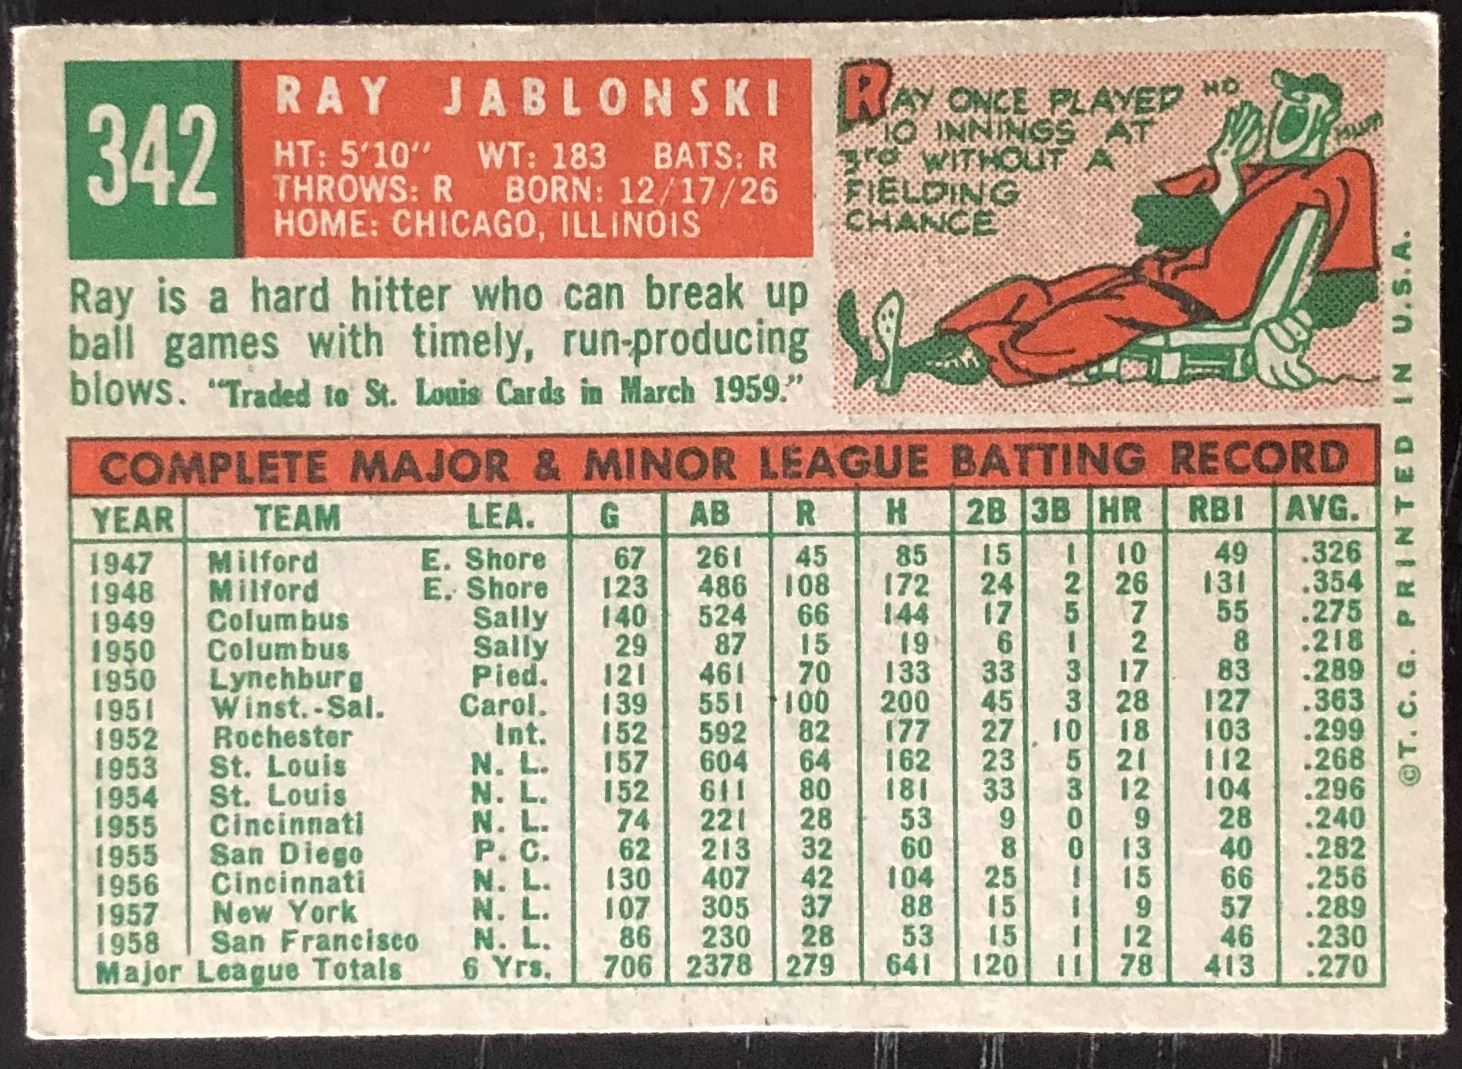 342
RAY JABLONSKI
HT: 5'10" WT: 183 BATS: R
THROWS: R BORN: 12/17/26
HOME: CHICAGO, ILLINOIS
Ray is a hard hitter who can break up
ball games with timely, run-producing
blows. "Traded to St. Louis Cards in March 1959."
RAY ONCE PLAYED
10 INNINGS AT
3rd WITHOUT A
FIELDING
CHANCE
HO
HUM
COMPLETE MAJOR & MINOR LEAGUE BATTING RECORD
YEAR TEAM LEA. G AB R H 2B 3B HR RBI AVG.
1947 Milford E. Shore 67 261 45 85 15 1 10 49 .326
1948 Milford E. Shore 123 486 108 172 24 2 26 131 .354
1949 Columbus Sally 140 524 66 144 17 5 7 55 .275
1950 Columbus Sally 29 87 15 19 6 1 2 8 .218
1950 Lynchburg Pied. 121 461 70 133 33 3 17 83 .289
1951 Winst.-Sal. Carol. 139 551 100 200 45 3 28 127 .363
1952 Rochester Int. 152 592 82 177 27 10 18 103 .299
1953 St. Louis N. L. 157 604 64 162 23 5 21 112 .268
1954 St. Louis N. L. 152 611 80 181 33 3 12 104 .296
1955 Cincinnati N. L. 74 221 28 53 9 0 9 28 .240
1955 San Diego P. C. 62 213 32 60 8 0 13 40 .282
1956 Cincinnati N. L. 130 407 42 104 25 1 15 66 .256
1957 New York N. L. 107 305 37 88 15 1 9 57 .289
1958 San Francisco N. L. 86 230 28 53 15 1 12 46 .230
Major League Totals 6 Yrs. 706 2378 279 641 120 11 78 413 .270
©T. C. G. PRINTED IN U.S.A.